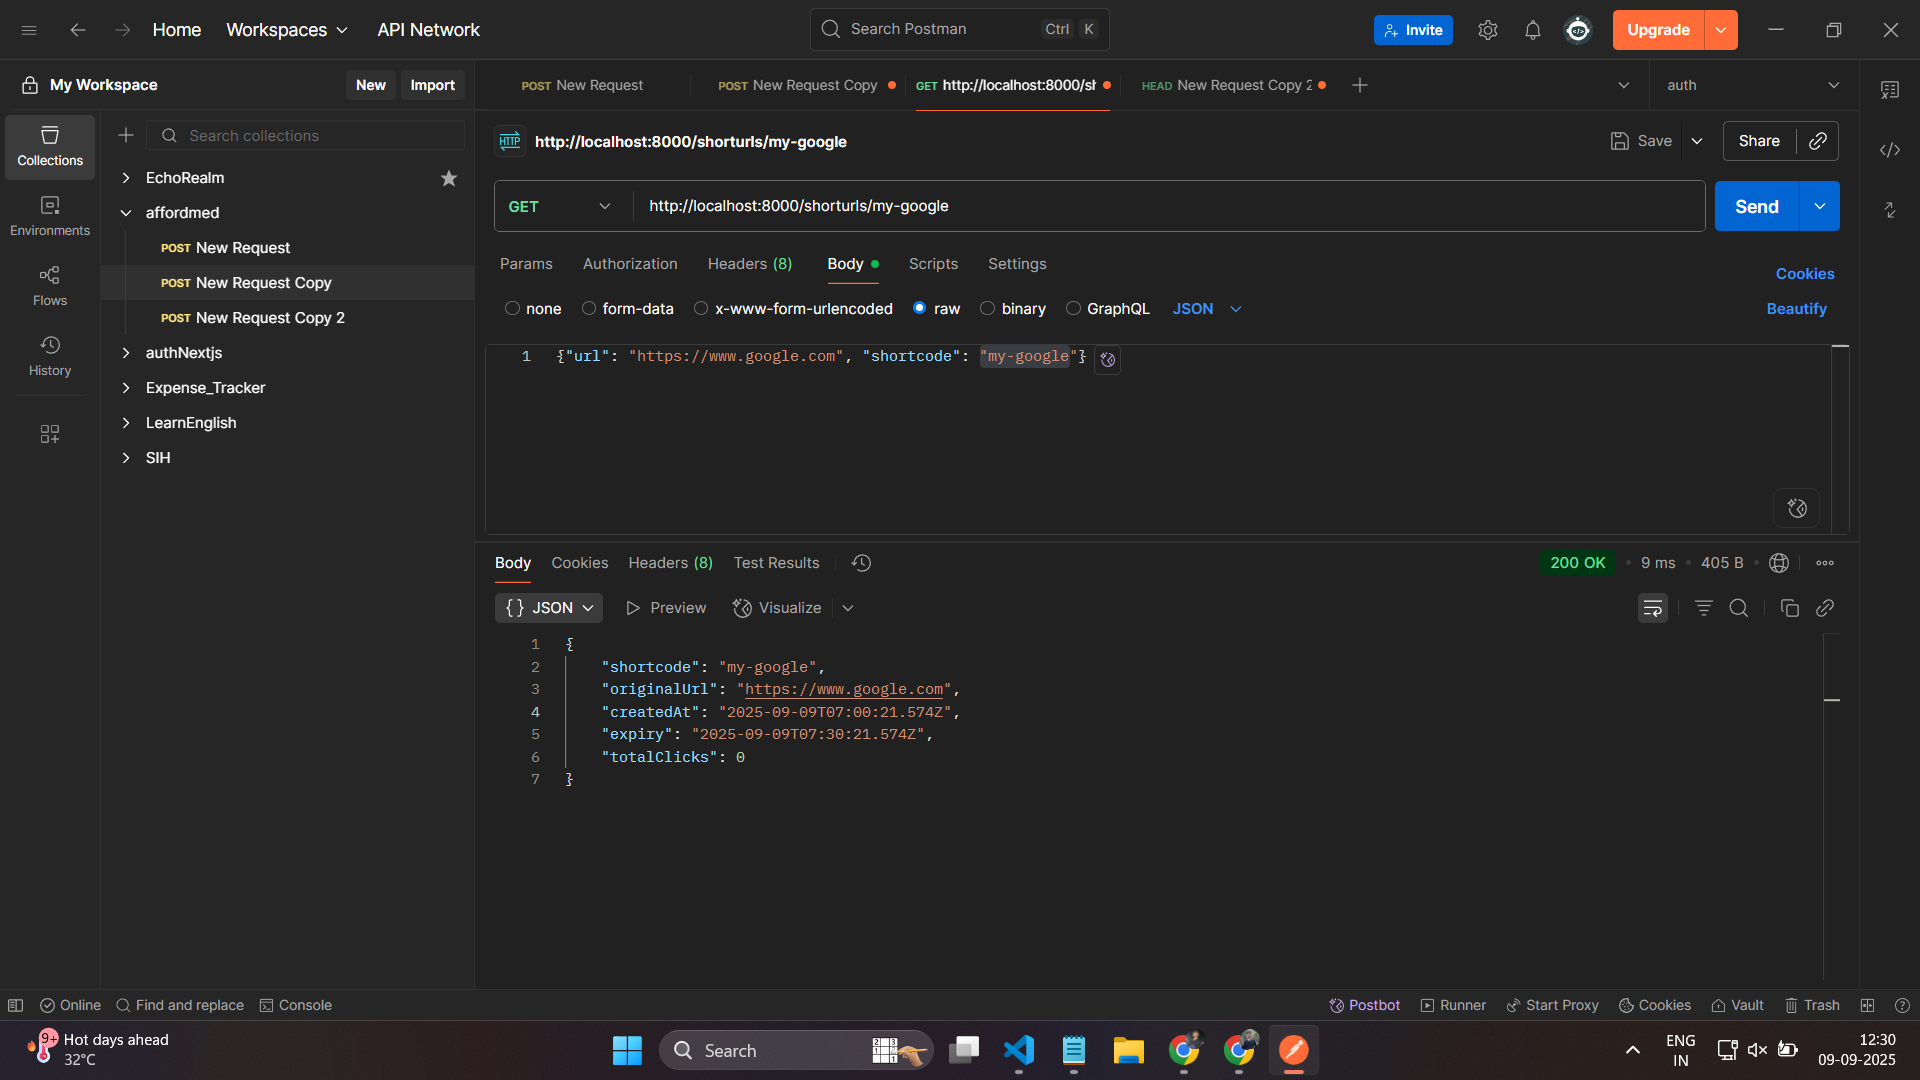 Home
Workspaces
API Network
Search Postman
Ctrl
K
Invite
Upgrade
My Workspace
New
Import
POST New Request
POST New Request Copy
GET http://localhost:8000/sh
HEAD New Request Copy 2
auth
Collections
Environments
Flows
History
Search collections
EchoRealm
affordmed
POST New Request
POST New Request Copy
POST New Request Copy 2
authNextjs
Expense_Tracker
LearnEnglish
SIH
HTTP
http://localhost:8000/shorturls/my-google
Save
Share
GET
http://localhost:8000/shorturls/my-google
Send
Params
Authorization
Headers (8)
Body
Scripts
Settings
Cookies
none
form-data
x-www-form-urlencoded
raw
binary
GraphQL
JSON
Beautify
1 {"url": "https://www.google.com", "shortcode": "my-google"}
Body
Cookies
Headers (8)
Test Results
200 OK
9 ms
405 B
{} JSON
Preview
Visualize
1 {
2 "shortcode": "my-google",
3 "originalUrl": "https://www.google.com",
4 "createdAt": "2025-09-09T07:00:21.574Z",
5 "expiry": "2025-09-09T07:30:21.574Z",
6 "totalClicks": 0
7 }
Online
Find and replace
Console
Postbot
Runner
Start Proxy
Cookies
Vault
Trash
9+
Hot days ahead
32°C
Search
ENG
IN
12:30
09-09-2025